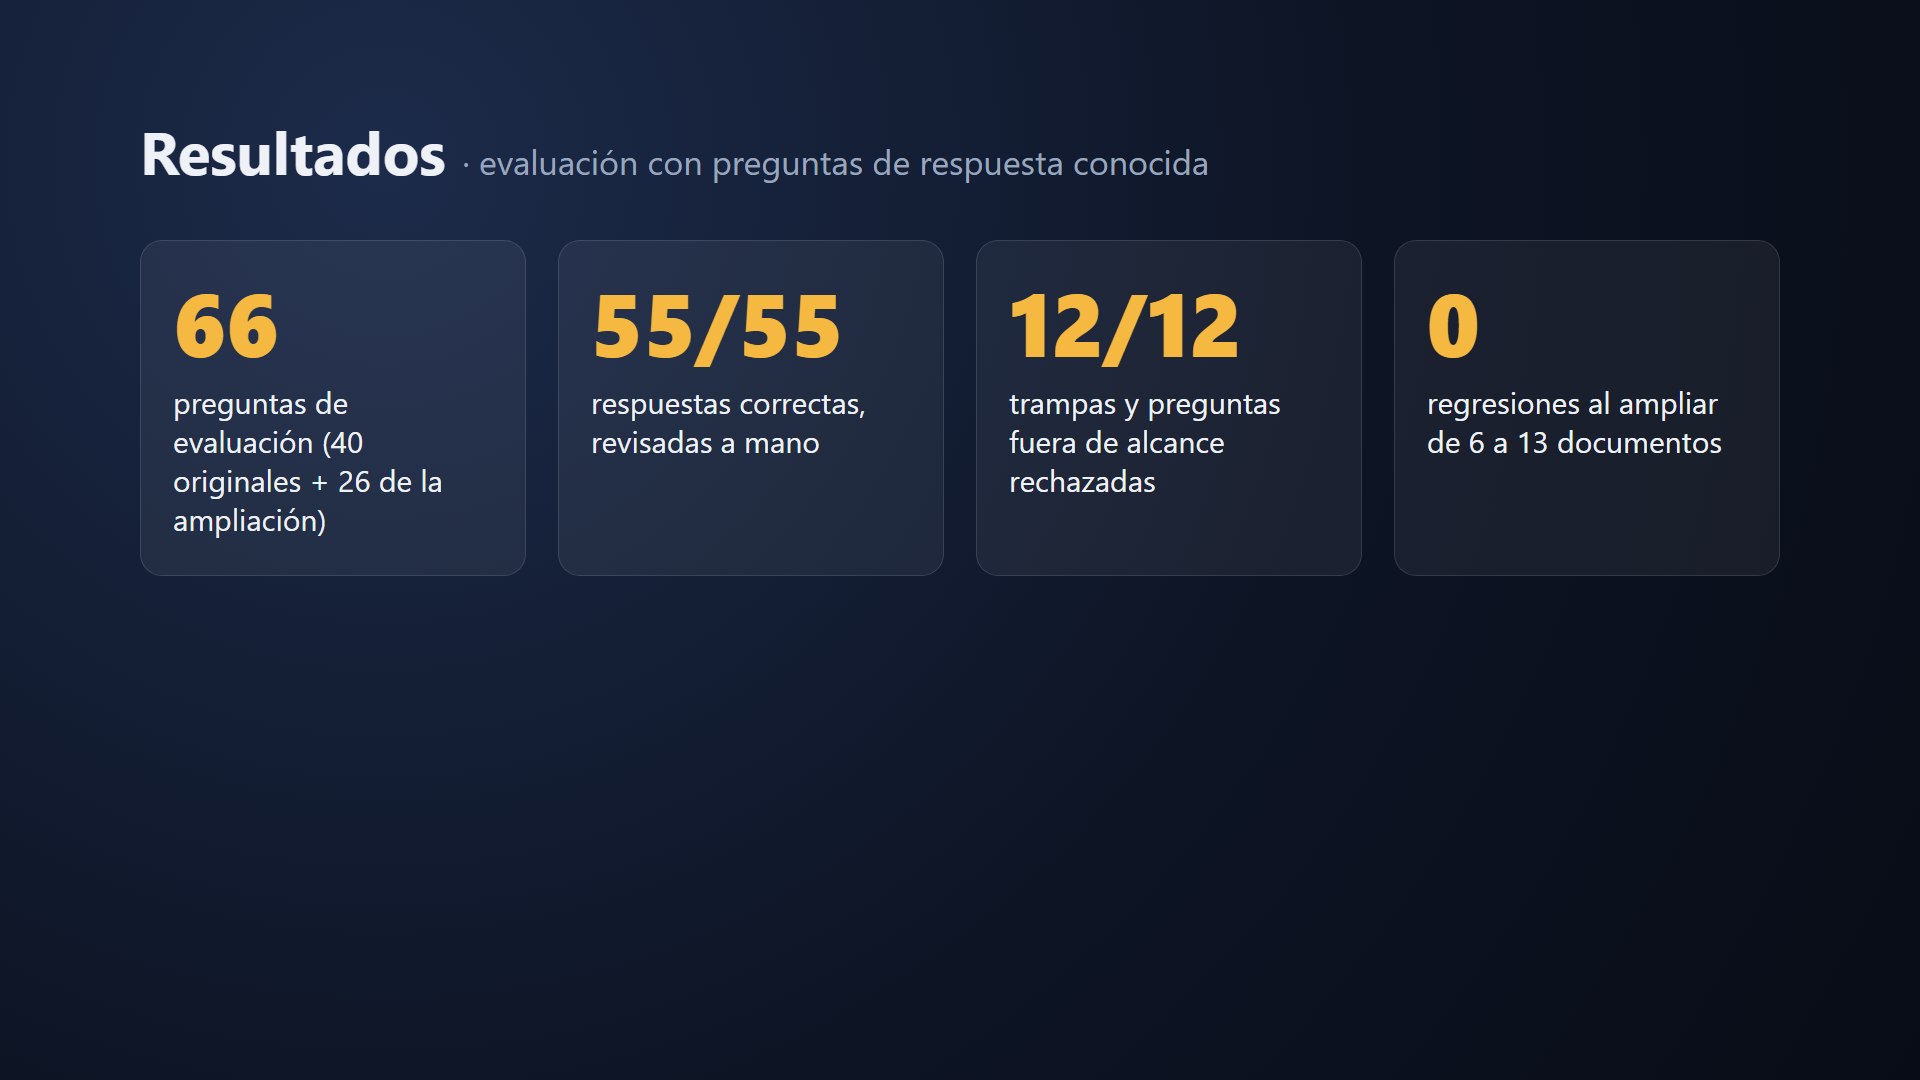 Resultados · evaluación con preguntas de respuesta conocida
66
preguntas de
evaluación (40
originales + 26 de la
ampliación)
55/55
respuestas correctas,
revisadas a mano
12/12
trampas y preguntas
fuera de alcance
rechazadas
0
regresiones al ampliar
de 6 a 13 documentos